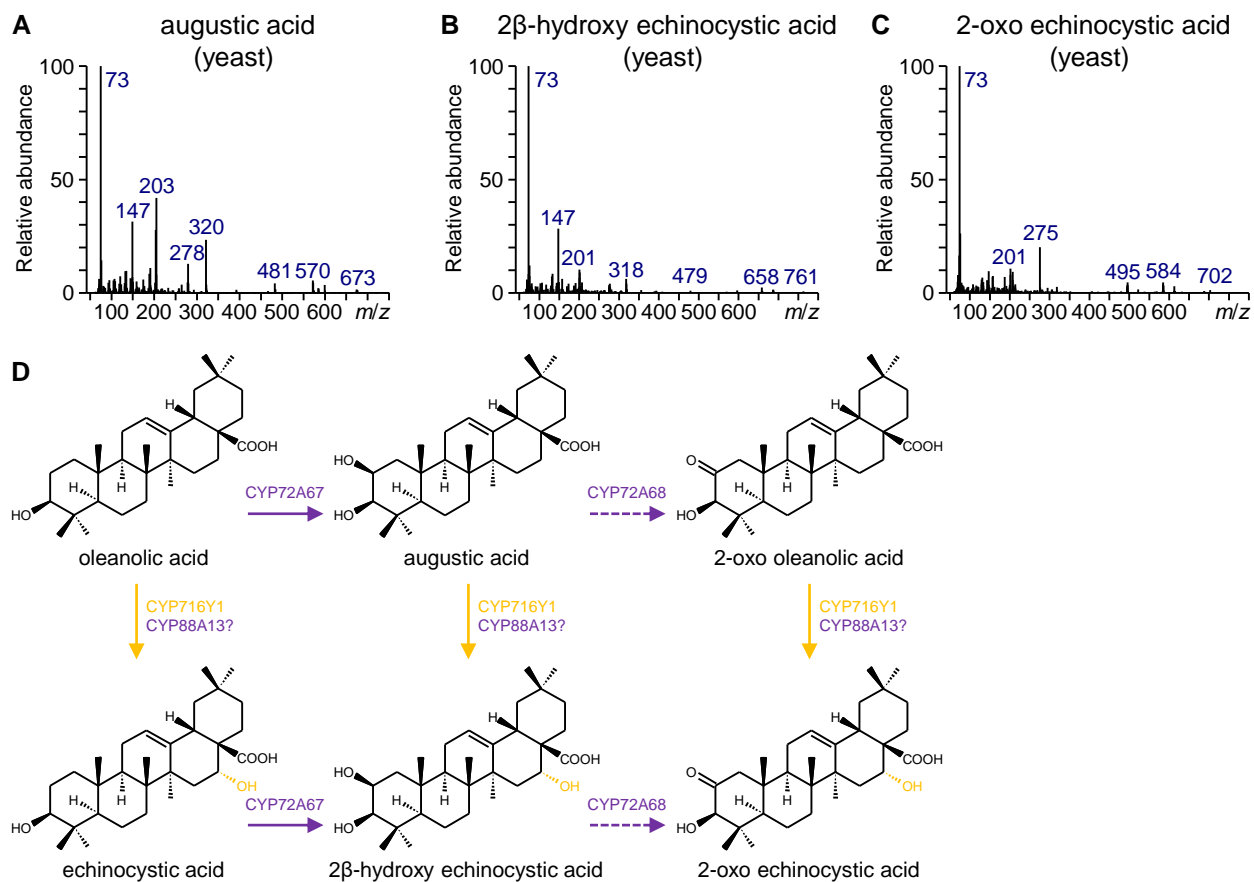 A
augustic acid
(yeast)
Relative abundance
100
50
0
73
147
203
278
320
481
570
673
100 200 300 400 500 600 m/z
B
2β-hydroxy echinocystic acid
(yeast)
Relative abundance
100
50
0
73
147
201
318
479
658
761
100 200 300 400 500 600 m/z
C
2-oxo echinocystic acid
(yeast)
Relative abundance
100
50
0
73
201
275
495
584
702
100 200 300 400 500 600 m/z
D
H
COOH
H
H
HO
oleanolic acid
CYP72A67
H
COOH
HO
H
H
HO
augustic acid
CYP72A68
H
COOH
O
H
H
HO
2-oxo oleanolic acid
CYP716Y1
CYP88A13?
CYP716Y1
CYP88A13?
CYP716Y1
CYP88A13?
H
COOH
OH
H
H
HO
echinocystic acid
CYP72A67
H
COOH
HO
OH
H
H
HO
2β-hydroxy echinocystic acid
CYP72A68
H
COOH
O
OH
H
H
HO
2-oxo echinocystic acid